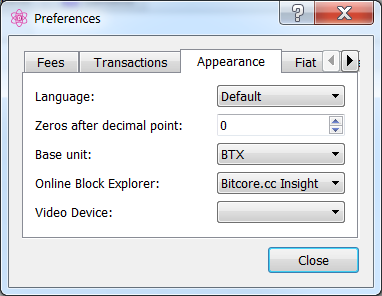 Preferences
Fees Transactions Appearance Fiat
Language: Default
Zeros after decimal point: 0
Base unit: BTX
Online Block Explorer: Bitcore.cc Insight
Video Device:
Close